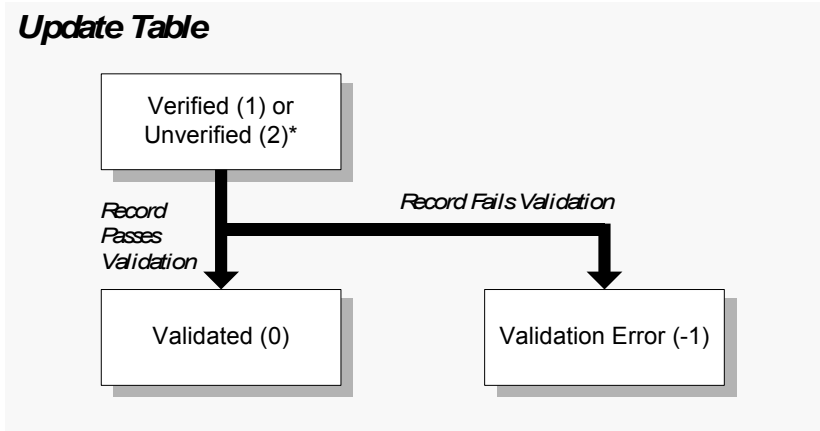 Update Table
Verified (1) or
Unverified (2)*
Record Fails Validation
Record
Passes
Validation
Validated (0)
Validation Error (-1)